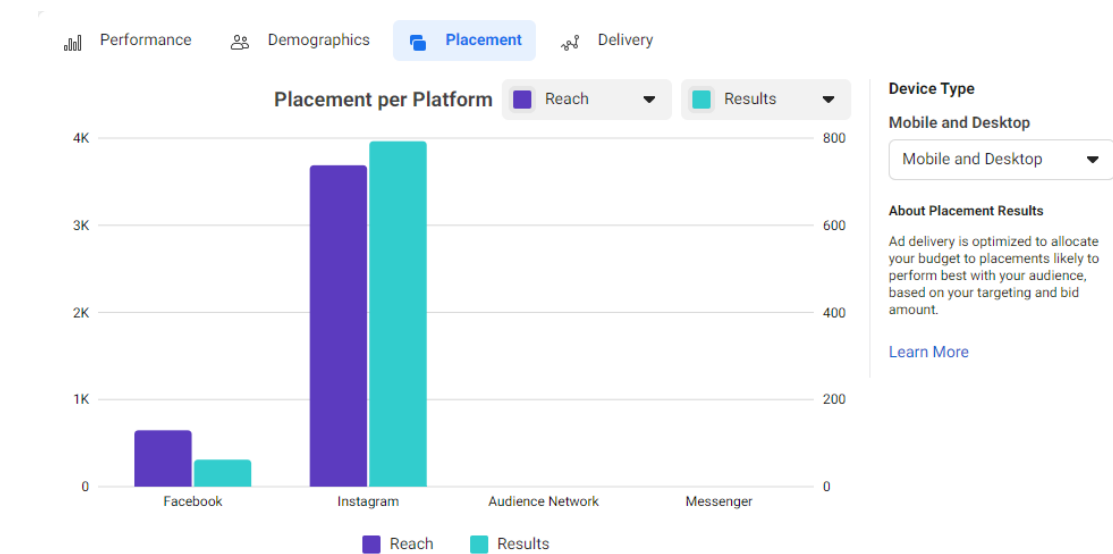 Performance
Demographics
Placement
Delivery
Placement per Platform
Reach
Results
4K
3K
2K
1K
0
800
600
400
200
0
Facebook
Instagram
Audience Network
Messenger
Reach
Results
Device Type
Mobile and Desktop
Mobile and Desktop
About Placement Results
Ad delivery is optimized to allocate
your budget to placements likely to
perform best with your audience,
based on your targeting and bid
amount.
Learn More